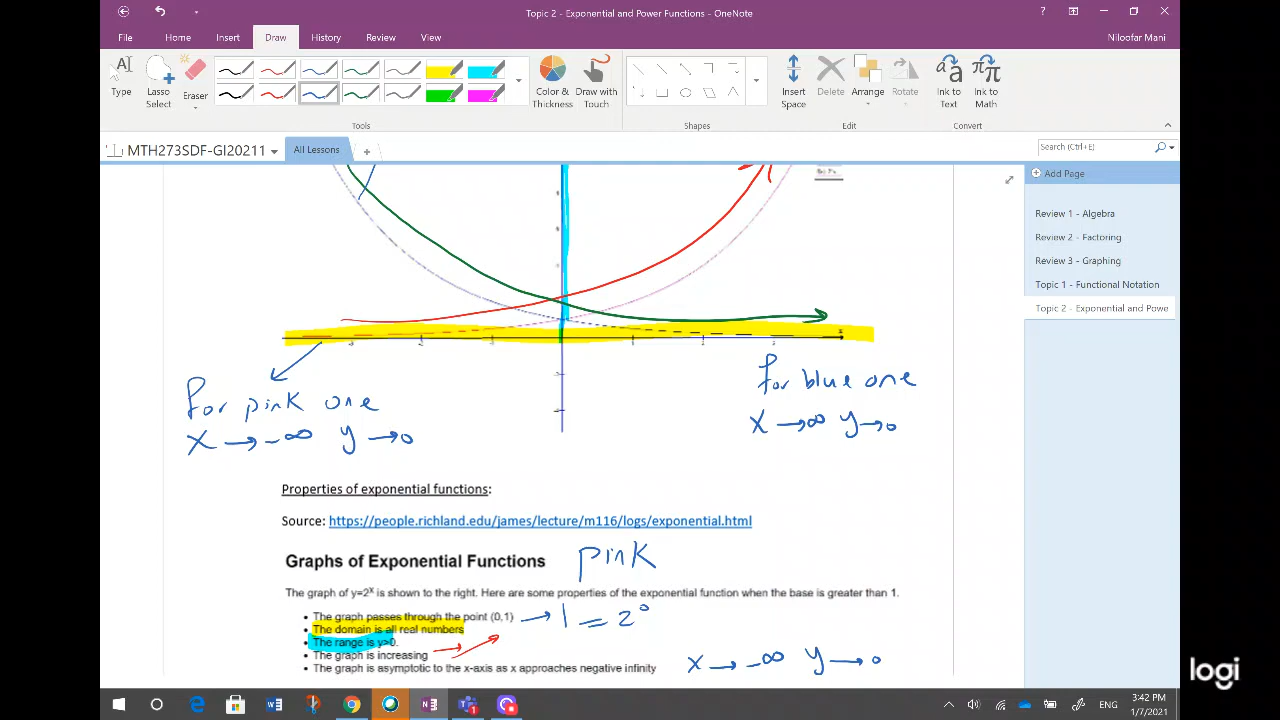 Topic 2 - Exponential and Power Functions - OneNote
Niloofar Mani
File Home Insert Draw History Review View
Type
Lasso Select
Eraser
Color & Thickness
Draw with Touch
Insert Space
Delete
Arrange
Rotate
Ink to Text
Ink to Math
Tools
Shapes
Edit
Convert
MTH273SDF-GI20211
All Lessons
Search (Ctrl+E)
Add Page
Review 1 - Algebra
Review 2 - Factoring
Review 3 - Graphing
Topic 1 - Functional Notation
Topic 2 - Exponential and Powe
for pink one
x → -∞ y → 0
for blue one
x → ∞ y → 0
Properties of exponential functions:
Source: https://people.richland.edu/james/lecture/m116/logs/exponential.html
Graphs of Exponential Functions pink
The graph of y=2ˣ is shown to the right. Here are some properties of the exponential function when the base is greater than 1.
• The graph passes through the point (0,1) → 1 = 2⁰
• The domain is all real numbers
• The range is y>0.
• The graph is increasing
• The graph is asymptotic to the x-axis as x approaches negative infinity x → -∞ y → 0
logi
ENG
3:42 PM
1/7/2021